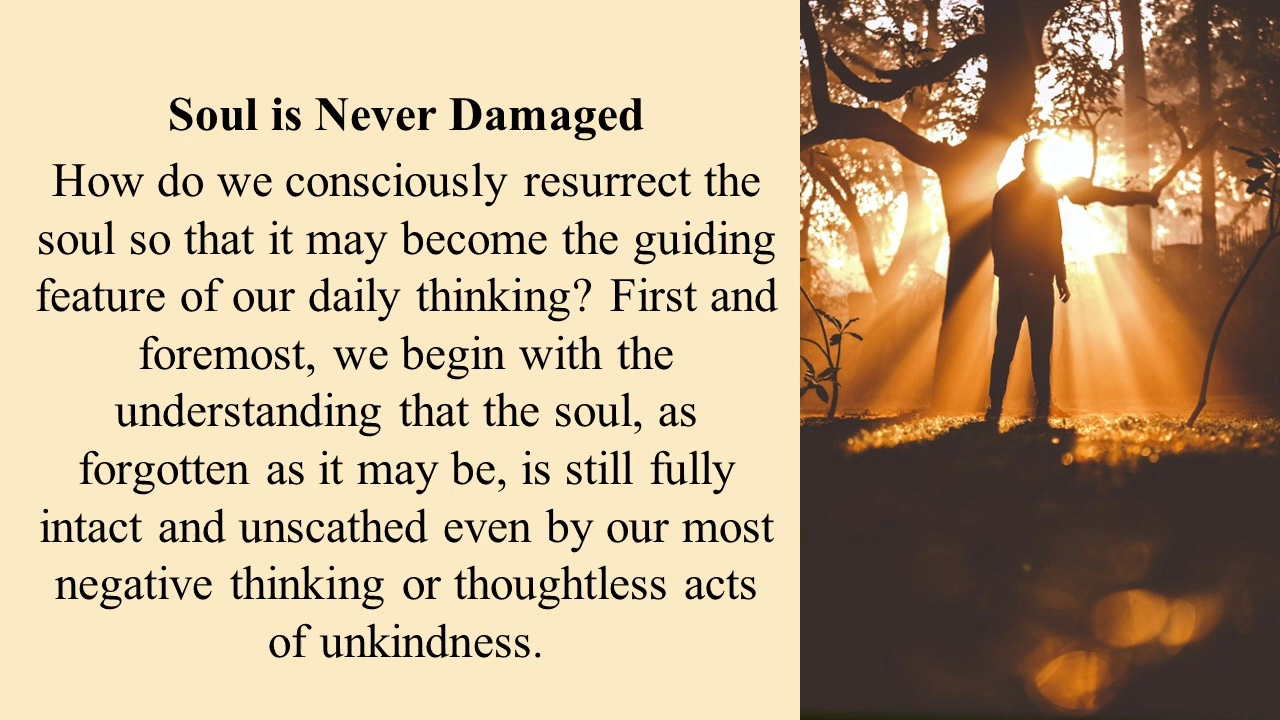 Soul is Never Damaged
How do we consciously resurrect the
soul so that it may become the guiding
feature of our daily thinking? First and
foremost, we begin with the
understanding that the soul, as
forgotten as it may be, is still fully
intact and unscathed even by our most
negative thinking or thoughtless acts
of unkindness.